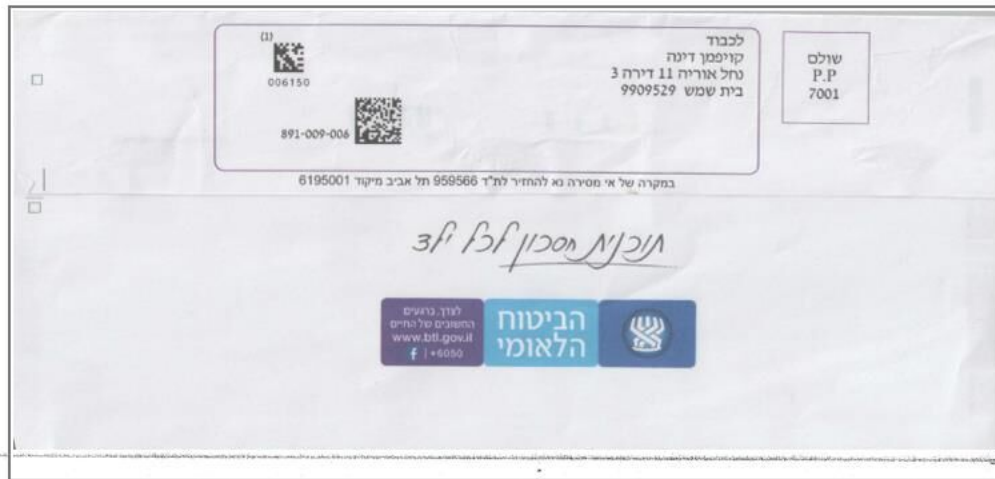 שולם
P.P
7001
לכבוד
קויפמן דינה
נחל אוריה 11 דירה 3
בית שמש 9909529
(1)
006150
891-009-006
במקרה של אי מסירה נא להחזיר לת"ד 959566 תל אביב מיקוד 6195001
תוכנית חסכון לכל ילד
הביטוח
הלאומי
לצדך. ברגעים
החשובים של החיים
www.btl.gov.il
f | *6050